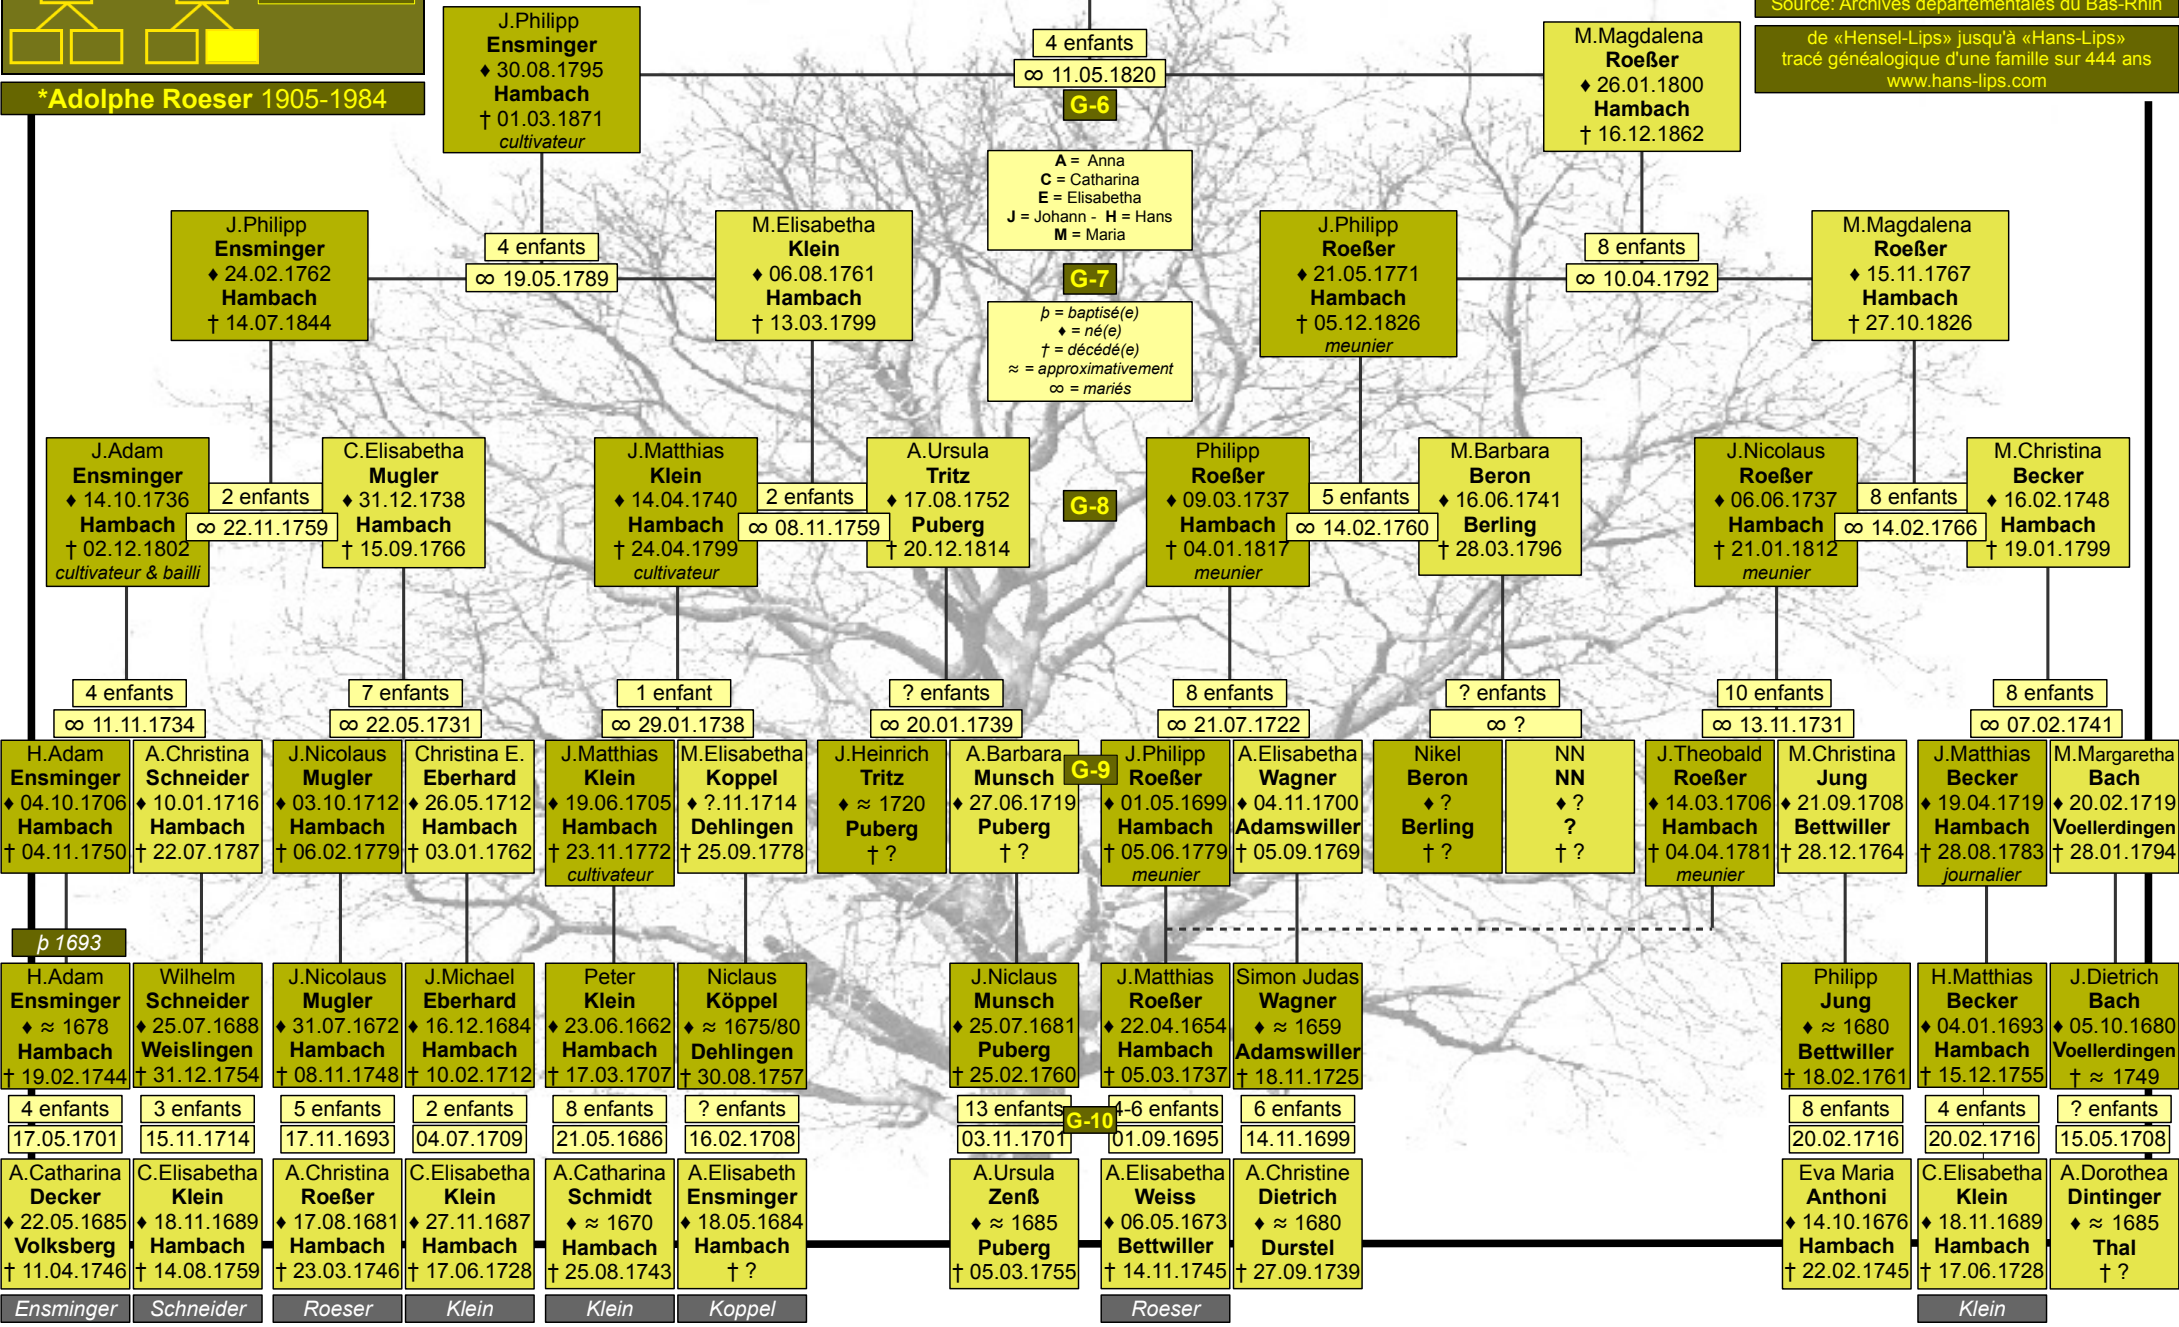 *Adolphe Roeser 1905-1984
Source: Archives départementales du Bas-Rhin
de «Hensel-Lips» jusqu'à «Hans-Lips»
tracé généalogique d'une famille sur 444 ans
www.hans-lips.com
J.Philipp
Ensminger
♦ 30.08.1795
Hambach
† 01.03.1871
cultivateur
4 enfants
∞ 11.05.1820
G-6
M.Magdalena
Roeßer
♦ 26.01.1800
Hambach
† 16.12.1862
A = Anna
C = Catharina
E = Elisabetha
J = Johann - H = Hans
M = Maria
J.Philipp
Ensminger
♦ 24.02.1762
Hambach
† 14.07.1844
4 enfants
∞ 19.05.1789
M.Elisabetha
Klein
♦ 06.08.1761
Hambach
† 13.03.1799
G-7
þ = baptisé(e)
♦ = né(e)
† = décédé(e)
≈ = approximativement
∞ = mariés
J.Philipp
Roeßer
♦ 21.05.1771
Hambach
† 05.12.1826
meunier
8 enfants
∞ 10.04.1792
M.Magdalena
Roeßer
♦ 15.11.1767
Hambach
† 27.10.1826
J.Adam
Ensminger
♦ 14.10.1736
Hambach
† 02.12.1802
cultivateur & bailli
2 enfants
∞ 22.11.1759
C.Elisabetha
Mugler
♦ 31.12.1738
Hambach
† 15.09.1766
J.Matthias
Klein
♦ 14.04.1740
Hambach
† 24.04.1799
cultivateur
2 enfants
∞ 08.11.1759
A.Ursula
Tritz
♦ 17.08.1752
Puberg
† 20.12.1814
G-8
Philipp
Roeßer
♦ 09.03.1737
Hambach
† 04.01.1817
meunier
5 enfants
∞ 14.02.1760
M.Barbara
Beron
♦ 16.06.1741
Berling
† 28.03.1796
J.Nicolaus
Roeßer
♦ 06.06.1737
Hambach
† 21.01.1812
meunier
8 enfants
∞ 14.02.1766
M.Christina
Becker
♦ 16.02.1748
Hambach
† 19.01.1799
4 enfants
∞ 11.11.1734
7 enfants
∞ 22.05.1731
1 enfant
∞ 29.01.1738
? enfants
∞ 20.01.1739
8 enfants
∞ 21.07.1722
? enfants
∞ ?
10 enfants
∞ 13.11.1731
8 enfants
∞ 07.02.1741
H.Adam
Ensminger
♦ 04.10.1706
Hambach
† 04.11.1750
A.Christina
Schneider
♦ 10.01.1716
Hambach
† 22.07.1787
J.Nicolaus
Mugler
♦ 03.10.1712
Hambach
† 06.02.1779
Christina E.
Eberhard
♦ 26.05.1712
Hambach
† 03.01.1762
J.Matthias
Klein
♦ 19.06.1705
Hambach
† 23.11.1772
cultivateur
M.Elisabetha
Koppel
♦ ?.11.1714
Dehlingen
† 25.09.1778
J.Heinrich
Tritz
♦ ≈ 1720
Puberg
† ?
A.Barbara
Munsch
♦ 27.06.1719
Puberg
† ?
G-9
J.Philipp
Roeßer
♦ 01.05.1699
Hambach
† 05.06.1779
meunier
A.Elisabetha
Wagner
♦ 04.11.1700
Adamswiller
† 05.09.1769
Nikel
Beron
♦ ?
Berling
† ?
NN
NN
♦ ?
?
† ?
J.Theobald
Roeßer
♦ 14.03.1706
Hambach
† 04.04.1781
meunier
M.Christina
Jung
♦ 21.09.1708
Bettwiller
† 28.12.1764
J.Matthias
Becker
♦ 19.04.1719
Hambach
† 28.08.1783
journalier
M.Margaretha
Bach
♦ 20.02.1719
Voellerdingen
† 28.01.1794
þ 1693
H.Adam
Ensminger
♦ ≈ 1678
Hambach
† 19.02.1744
Wilhelm
Schneider
♦ 25.07.1688
Weislingen
† 31.12.1754
J.Nicolaus
Mugler
♦ 31.07.1672
Hambach
† 08.11.1748
J.Michael
Eberhard
♦ 16.12.1684
Hambach
† 10.02.1712
Peter
Klein
♦ 23.06.1662
Hambach
† 17.03.1707
Niclaus
Köppel
♦ ≈ 1675/80
Dehlingen
† 30.08.1757
J.Niclaus
Munsch
♦ 25.07.1681
Puberg
† 25.02.1760
J.Matthias
Roeßer
♦ 22.04.1654
Hambach
† 05.03.1737
Simon Judas
Wagner
♦ ≈ 1659
Adamswiller
† 18.11.1725
Philipp
Jung
♦ ≈ 1680
Bettwiller
† 18.02.1761
H.Matthias
Becker
♦ 04.01.1693
Hambach
† 15.12.1755
J.Dietrich
Bach
♦ 05.10.1680
Voellerdingen
† ≈ 1749
4 enfants
17.05.1701
3 enfants
15.11.1714
5 enfants
17.11.1693
2 enfants
04.07.1709
8 enfants
21.05.1686
? enfants
16.02.1708
13 enfants
03.11.1701
G-10
4-6 enfants
01.09.1695
6 enfants
14.11.1699
8 enfants
20.02.1716
4 enfants
20.02.1716
? enfants
15.05.1708
A.Catharina
Decker
♦ 22.05.1685
Volksberg
† 11.04.1746
C.Elisabetha
Klein
♦ 18.11.1689
Hambach
† 14.08.1759
A.Christina
Roeßer
♦ 17.08.1681
Hambach
† 23.03.1746
C.Elisabetha
Klein
♦ 27.11.1687
Hambach
† 17.06.1728
A.Catharina
Schmidt
♦ ≈ 1670
Hambach
† 25.08.1743
A.Elisabeth
Ensminger
♦ 18.05.1684
Hambach
† ?
A.Ursula
Zenß
♦ ≈ 1685
Puberg
† 05.03.1755
A.Elisabetha
Weiss
♦ 06.05.1673
Bettwiller
† 14.11.1745
A.Christine
Dietrich
♦ ≈ 1680
Durstel
† 27.09.1739
Eva Maria
Anthoni
♦ 14.10.1676
Hambach
† 22.02.1745
C.Elisabetha
Klein
♦ 18.11.1689
Hambach
† 17.06.1728
A.Dorothea
Dintinger
♦ ≈ 1685
Thal
† ?
Ensminger
Schneider
Roeser
Klein
Klein
Koppel
Roeser
Klein